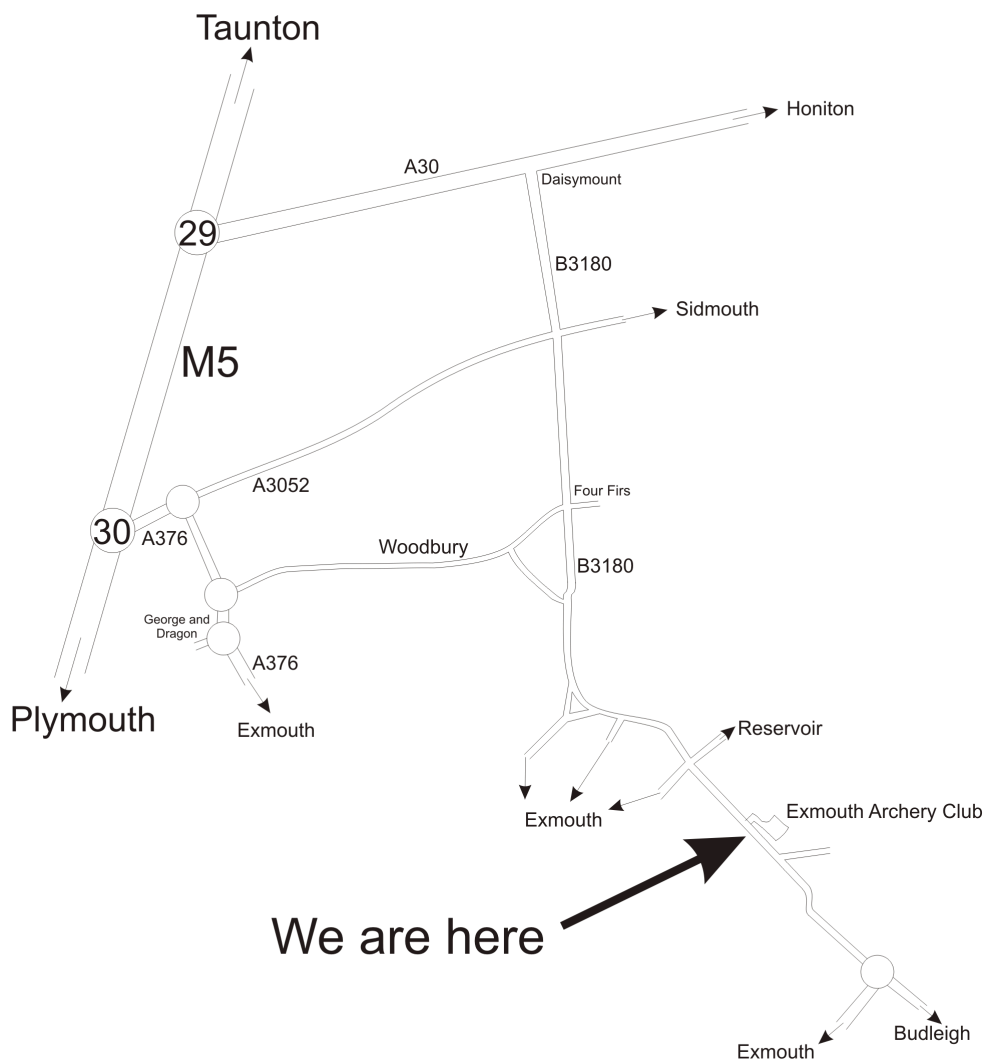 Taunton
Honiton
A30
Daisymount
29
B3180
Sidmouth
M5
A3052
Four Firs
30
A376
Woodbury
B3180
George and
Dragon
A376
Plymouth
Exmouth
Reservoir
Exmouth
Exmouth Archery Club
We are here
Budleigh
Exmouth